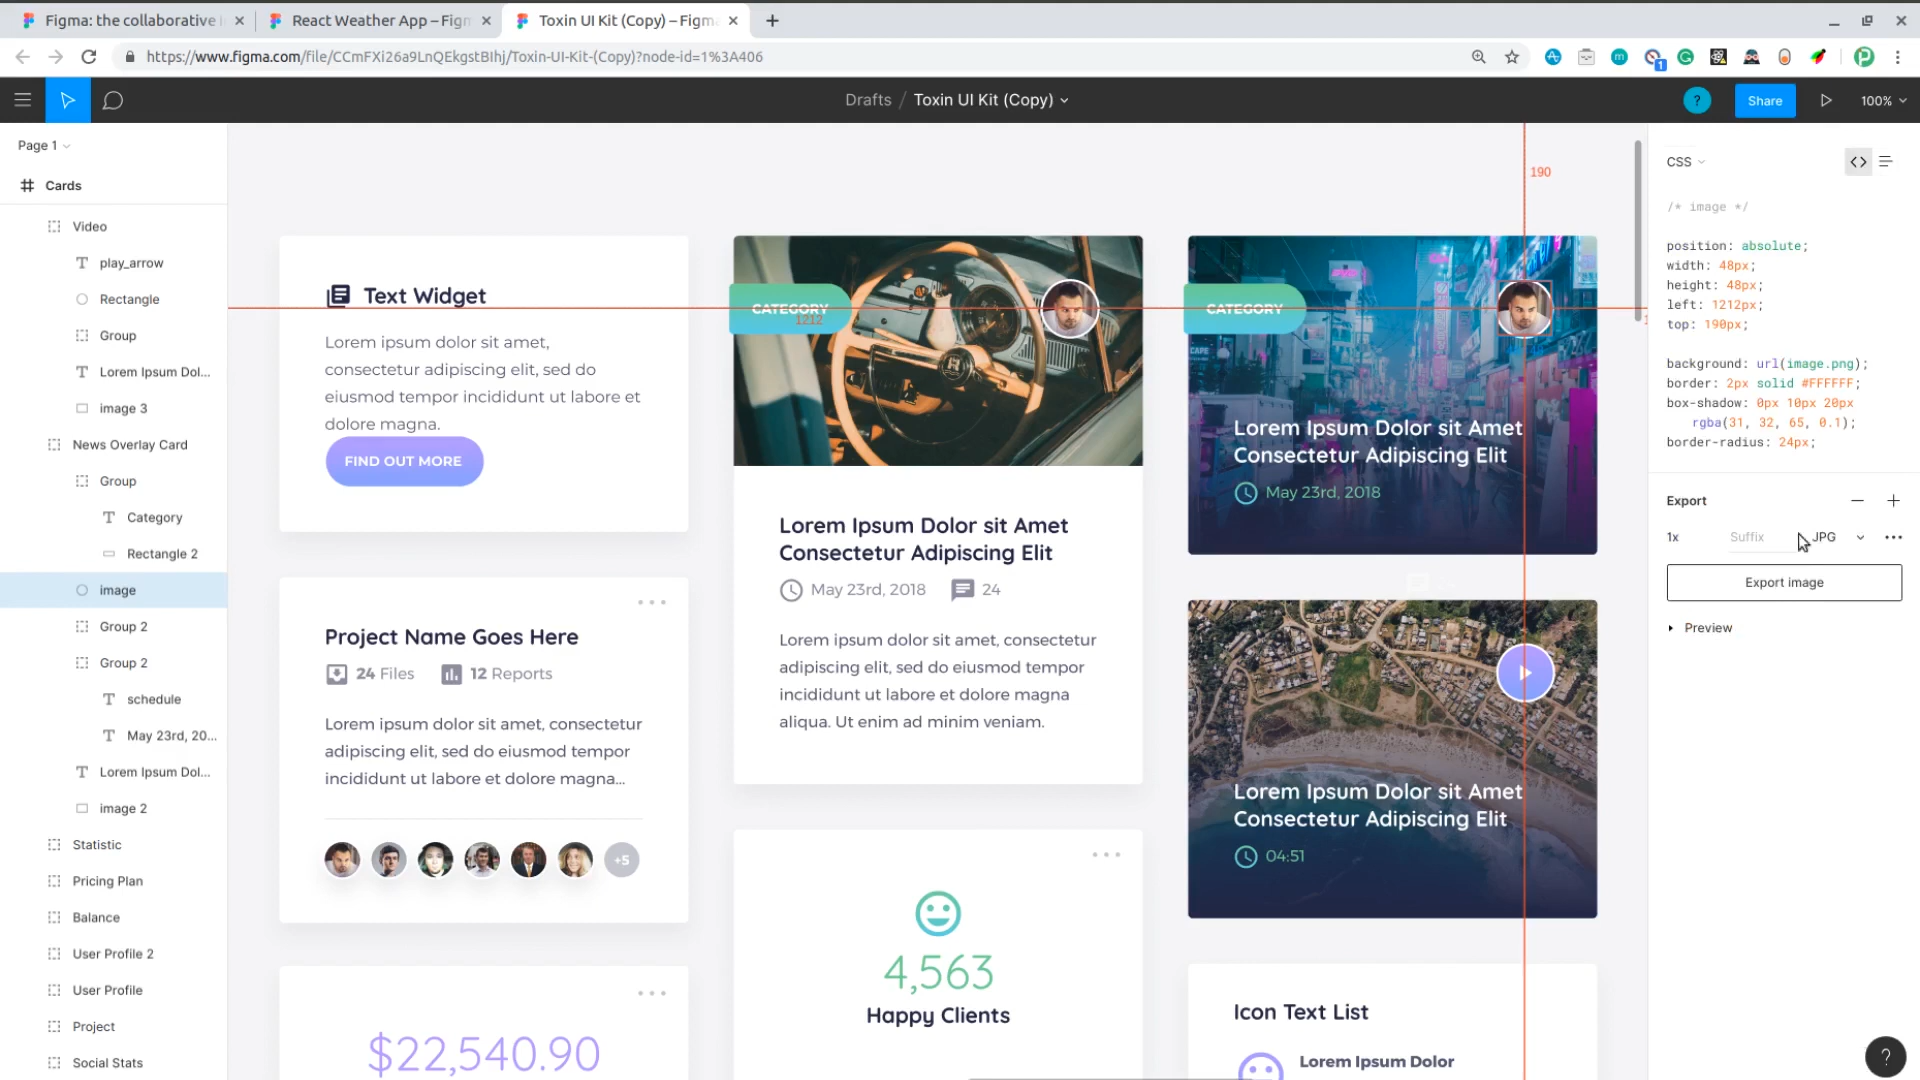 Figma: the collaborative i
React Weather App – Figm
Toxin UI Kit (Copy) – Figma
https://www.figma.com/file/CCmFXi26a9LnQEkgstBIhj/Toxin-UI-Kit-(Copy)?node-id=1%3A406
1
Drafts / Toxin UI Kit (Copy)
?
Share
100%
Page 1
Cards
Video
play_arrow
Rectangle
Group
Lorem Ipsum Dol...
image 3
News Overlay Card
Group
Category
Rectangle 2
image
Group 2
Group 2
schedule
May 23rd, 20...
Lorem Ipsum Dol...
image 2
Statistic
Pricing Plan
Balance
User Profile 2
User Profile
Project
Social Stats
Text Widget
Lorem ipsum dolor sit amet,
consectetur adipiscing elit, sed do
eiusmod tempor incididunt ut labore et
dolore magna.
FIND OUT MORE
Project Name Goes Here
24 Files
12 Reports
Lorem ipsum dolor sit amet, consectetur
adipiscing elit, sed do eiusmod tempor
incididunt ut labore et dolore magna...
+5
$22,540.90
CATEGORY
1212
Lorem Ipsum Dolor sit Amet
Consectetur Adipiscing Elit
May 23rd, 2018
24
Lorem ipsum dolor sit amet, consectetur
adipiscing elit, sed do eiusmod tempor
incididunt ut labore et dolore magna
aliqua. Ut enim ad minim veniam.
4,563
Happy Clients
190
CATEGORY
Lorem Ipsum Dolor sit Amet
Consectetur Adipiscing Elit
May 23rd, 2018
Lorem Ipsum Dolor sit Amet
Consectetur Adipiscing Elit
04:51
Icon Text List
Lorem Ipsum Dolor
CSS
/* image */
position: absolute;
width: 48px;
height: 48px;
left: 1212px;
top: 190px;
background: url(image.png);
border: 2px solid #FFFFFF;
box-shadow: 0px 10px 20px
rgba(31, 32, 65, 0.1);
border-radius: 24px;
Export
1x
Suffix
JPG
Export image
Preview
?